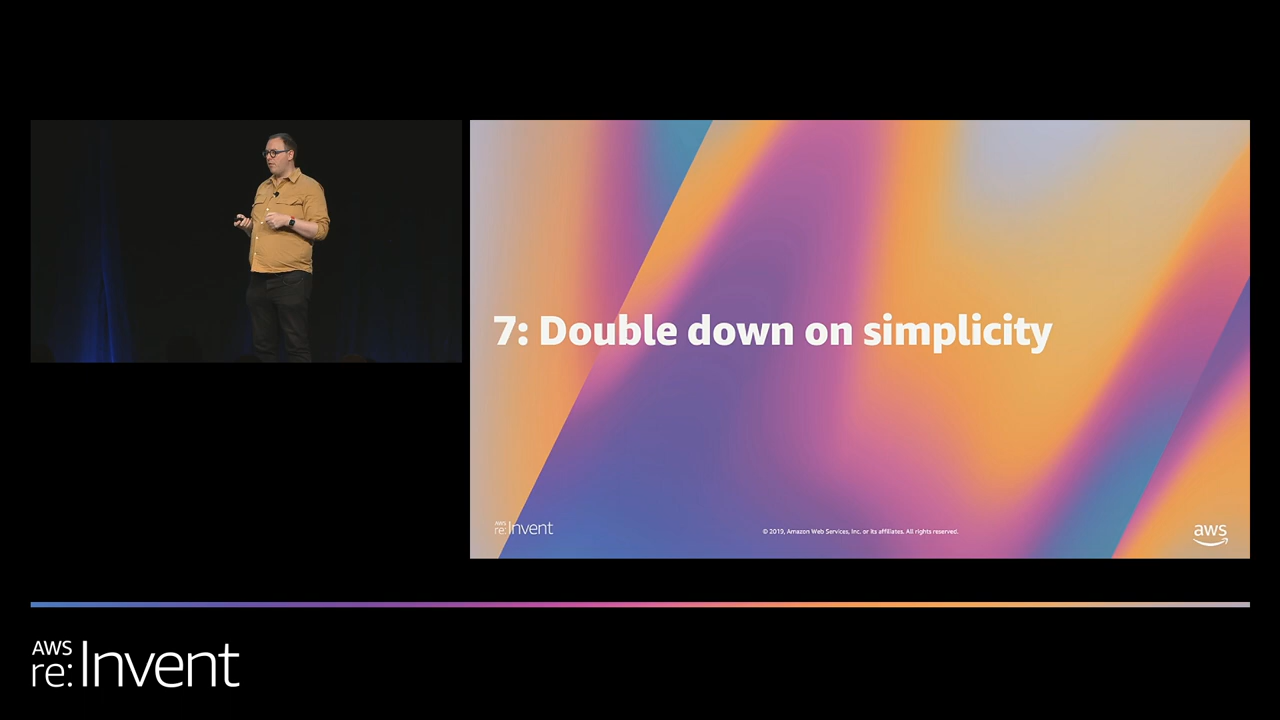 7: Double down on simplicity
AWS
re:Invent
© 2019, Amazon Web Services, Inc. or its affiliates. All rights reserved.
aws
AWS
re:Invent